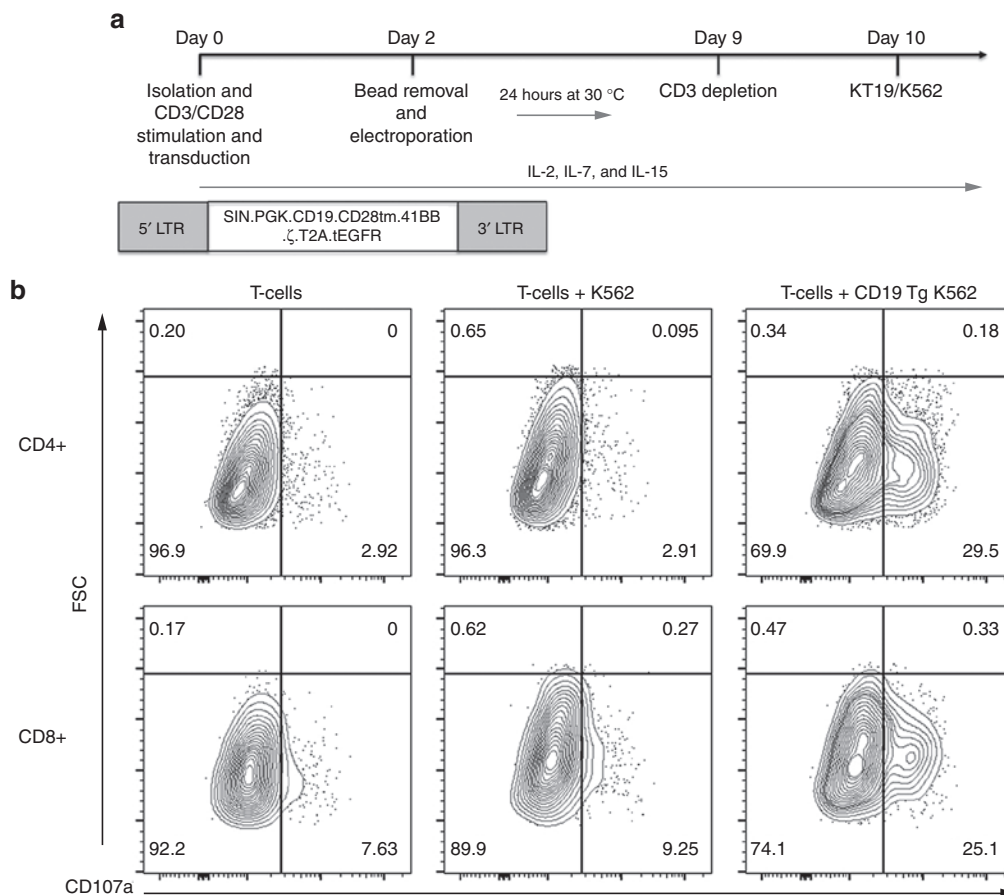 a
Day 0
Day 2
Day 9
Day 10
Isolation and
CD3/CD28
stimulation and
transduction
Bead removal
and
electroporation
24 hours at 30 °C
CD3 depletion
KT19/K562
IL-2, IL-7, and IL-15
5′ LTR
SIN.PGK.CD19.CD28tm.41BB
.ζ.T2A.tEGFR
3′ LTR
b
T-cells
T-cells + K562
T-cells + CD19 Tg K562
CD4+
0.20
0
96.9
2.92
0.65
0.095
96.3
2.91
0.34
0.18
69.9
29.5
FSC
CD8+
0.17
0
92.2
7.63
0.62
0.27
89.9
9.25
0.47
0.33
74.1
25.1
CD107a